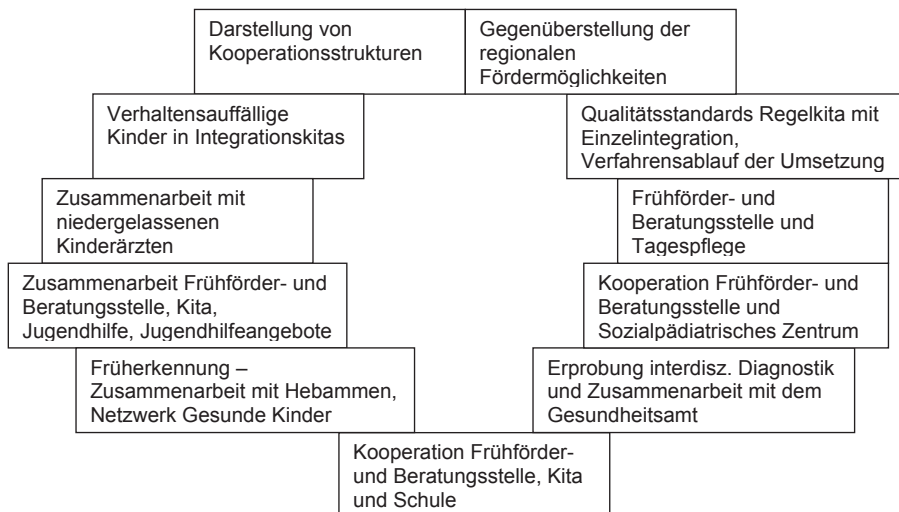 Darstellung von
Kooperationsstrukturen
Gegenüberstellung der
regionalen
Fördermöglichkeiten
Verhaltensauffällige
Kinder in Integrationskitas
Qualitätsstandards Regelkita mit
Einzelintegration,
Verfahrensablauf der Umsetzung
Zusammenarbeit mit
niedergelassenen
Kinderärzten
Frühförder- und
Beratungsstelle und
Tagespflege
Zusammenarbeit Frühförder- und
Beratungsstelle, Kita,
Jugendhilfe, Jugendhilfeangebote
Kooperation Frühförder- und
Beratungsstelle und
Sozialpädiatrisches Zentrum
Früherkennung –
Zusammenarbeit mit Hebammen,
Netzwerk Gesunde Kinder
Erprobung interdisz. Diagnostik
und Zusammenarbeit mit dem
Gesundheitsamt
Kooperation Frühförder-
und Beratungsstelle, Kita
und Schule